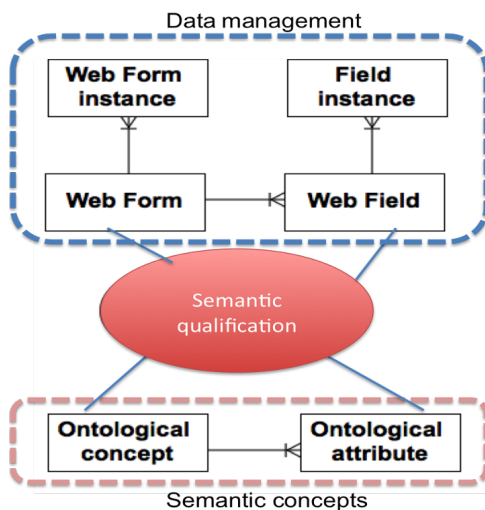 Data management
Web Form
instance
Field
instance
Web Form
Web Field
Semantic
qualification
Ontological
concept
Ontological
attribute
Semantic concepts